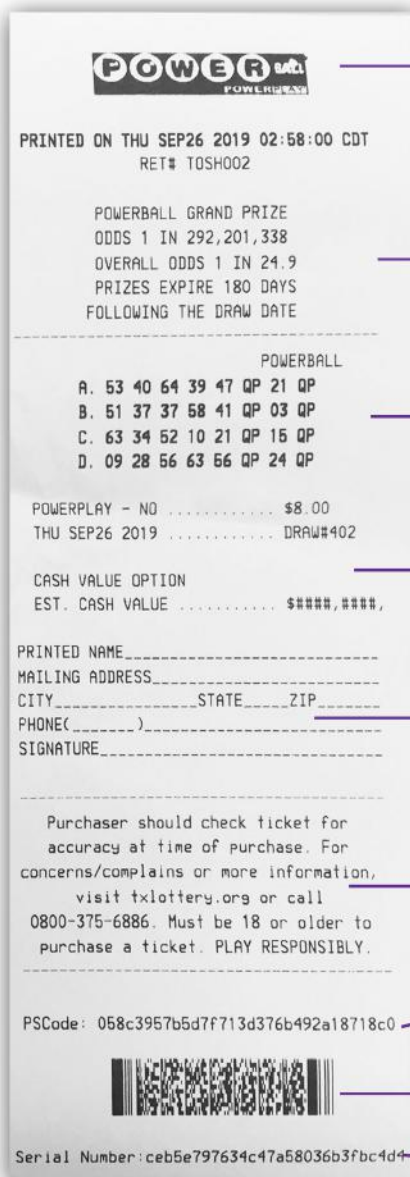 POWERBALL
POWERPLAY
PRINTED ON THU SEP26 2019 02:58:00 CDT
RET# TOSH002
POWERBALL GRAND PRIZE
ODDS 1 IN 292,201,338
OVERALL ODDS 1 IN 24.9
PRIZES EXPIRE 180 DAYS
FOLLOWING THE DRAW DATE
POWERBALL
A. 53 40 64 39 47 QP 21 QP
B. 51 37 37 58 41 QP 03 QP
C. 63 34 52 10 21 QP 15 QP
D. 09 28 56 63 56 QP 24 QP
POWERPLAY - NO ............ $8.00
THU SEP26 2019 ............ DRAW#402
CASH VALUE OPTION
EST. CASH VALUE ........... $####,####,
PRINTED NAME____________________________
MAILING ADDRESS_________________________
CITY________________STATE_____ZIP_______
PHONE(_______)__________________________
SIGNATURE_______________________________
Purchaser should check ticket for
accuracy at time of purchase. For
concerns/complains or more information,
visit txlottery.org or call
0800-375-6886. Must be 18 or older to
purchase a ticket. PLAY RESPONSIBLY.
PSCode: 058c3957b5d7f713d376b492a18718c0
Serial Number:ceb5e797634c47a58036b3fbc4d4